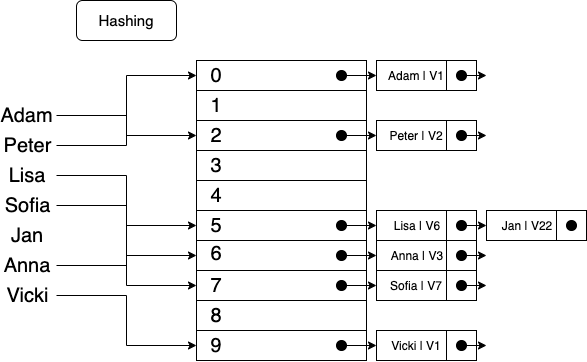 Hashing
Adam
Peter
Lisa
Sofia
Jan
Anna
Vicki
0
1
2
3
4
5
6
7
8
9
Adam | V1
Peter | V2
Lisa | V6
Jan | V22
Anna | V3
Sofia | V7
Vicki | V1